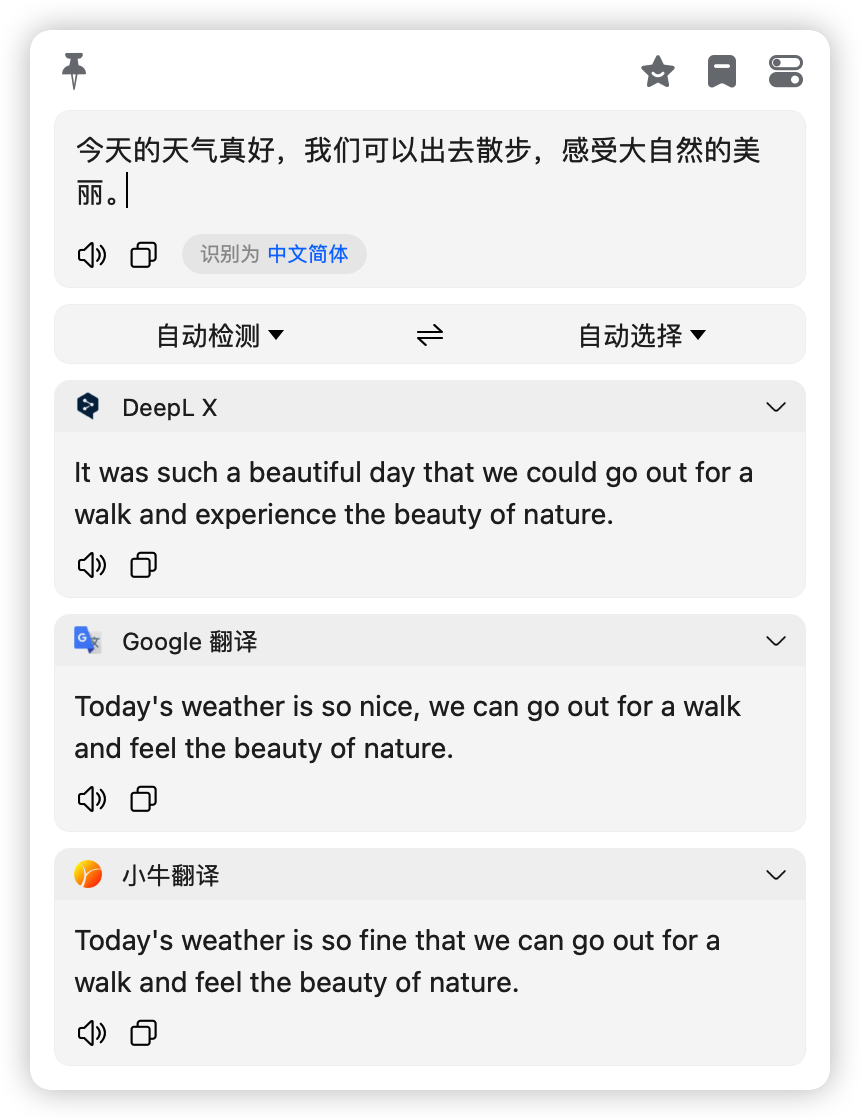 今天的天气真好，我们可以出去散步，感受大自然的美
丽。
识别为 中文简体
自动检测
自动选择
DeepL X
It was such a beautiful day that we could go out for a
walk and experience the beauty of nature.
Google 翻译
Today's weather is so nice, we can go out for a walk
and feel the beauty of nature.
小牛翻译
Today's weather is so fine that we can go out for a
walk and feel the beauty of nature.